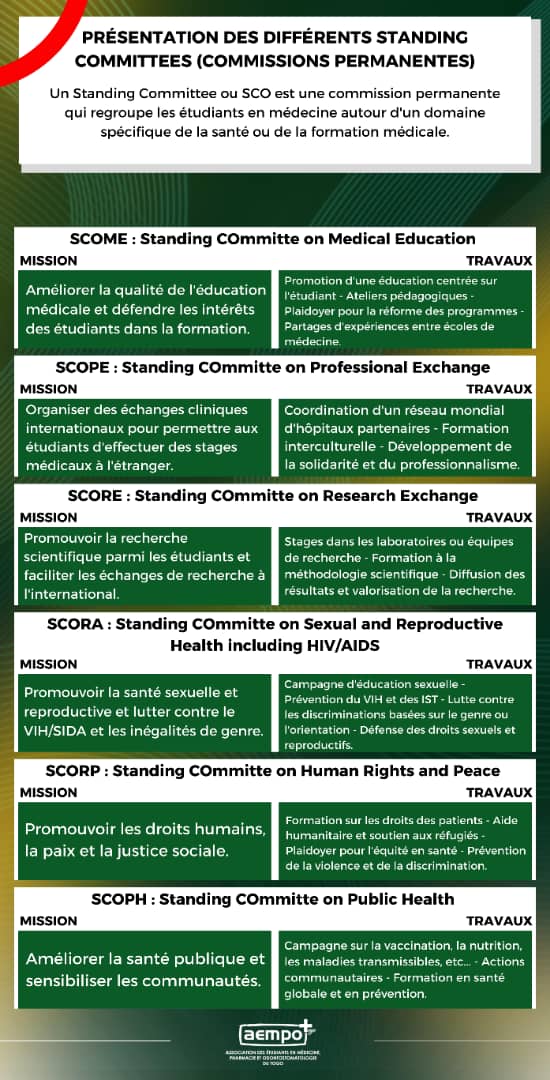 PRÉSENTATION DES DIFFÉRENTS STANDING
COMMITTEES (COMMISSIONS PERMANENTES)
Un Standing Committee ou SCO est une commission permanente
qui regroupe les étudiants en médecine autour d'un domaine
spécifique de la santé ou de la formation médicale.
SCOME : Standing COmmitte on Medical Education
MISSION
TRAVAUX
Améliorer la qualité de l'éducation
médicale et défendre les intérêts
des étudiants dans la formation.
Promotion d'une éducation centrée sur
l'étudiant - Ateliers pédagogiques -
Plaidoyer pour la réforme des programmes -
Partages d'expériences entre écoles de
médecine.
SCOPE : Standing COmmitte on Professional Exchange
MISSION
TRAVAUX
Organiser des échanges cliniques
internationaux pour permettre aux
étudiants d'effectuer des stages
médicaux à l'étranger.
Coordination d'un réseau mondial
d'hôpitaux partenaires - Formation
interculturelle - Développement de
la solidarité et du professionnalisme.
SCORE : Standing COmmitte on Research Exchange
MISSION
TRAVAUX
Promouvoir la recherche
scientifique parmi les étudiants et
faciliter les échanges de recherche à
l'international.
Stages dans les laboratoires ou équipes
de recherche - Formation à la
méthodologie scientifique - Diffusion des
résultats et valorisation de la recherche.
SCORA : Standing COmmitte on Sexual and Reproductive
Health including HIV/AIDS
MISSION
TRAVAUX
Promouvoir la santé sexuelle et
reproductive et lutter contre le
VIH/SIDA et les inégalités de genre.
Campagne d'éducation sexuelle -
Prévention du VIH et des IST - Lutte contre
les discriminations basées sur le genre ou
l'orientation - Défense des droits sexuels et
reproductifs.
SCORP : Standing COmmitte on Human Rights and Peace
MISSION
TRAVAUX
Promouvoir les droits humains,
la paix et la justice sociale.
Formation sur les droits des patients - Aide
humanitaire et soutien aux réfugiés -
Plaidoyer pour l'équité en santé - Prévention
de la violence et de la discrimination.
SCOPH : Standing COmmitte on Public Health
MISSION
TRAVAUX
Améliorer la santé publique et
sensibiliser les communautés.
Campagne sur la vaccination, la nutrition,
les maladies transmissibles, etc... - Actions
communautaires - Formation en santé
globale et en prévention.
aempo
ASSOCIATION DES ÉTUDIANTS EN MÉDECINE,
PHARMACIE ET ODONTOSTOMATOLOGIE
DU TOGO